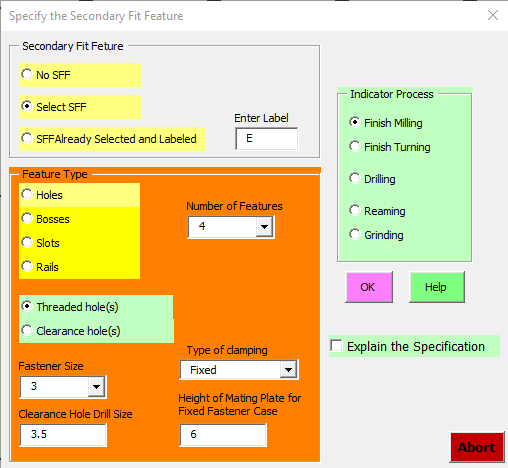 Specify the Secondary Fit Feature
Secondary Fit Feture
No SFF
Select SFF
SFFAlready Selected and Labeled
Enter Label
E
Feature Type
Holes
Bosses
Slots
Rails
Number of Features
4
Threaded hole(s)
Clearance hole(s)
Fastener Size
3
Type of clamping
Fixed
Clearance Hole Drill Size
3.5
Height of Mating Plate for
Fixed Fastener Case
6
Indicator Process
Finish Milling
Finish Turning
Drilling
Reaming
Grinding
OK
Help
Explain the Specification
Abort